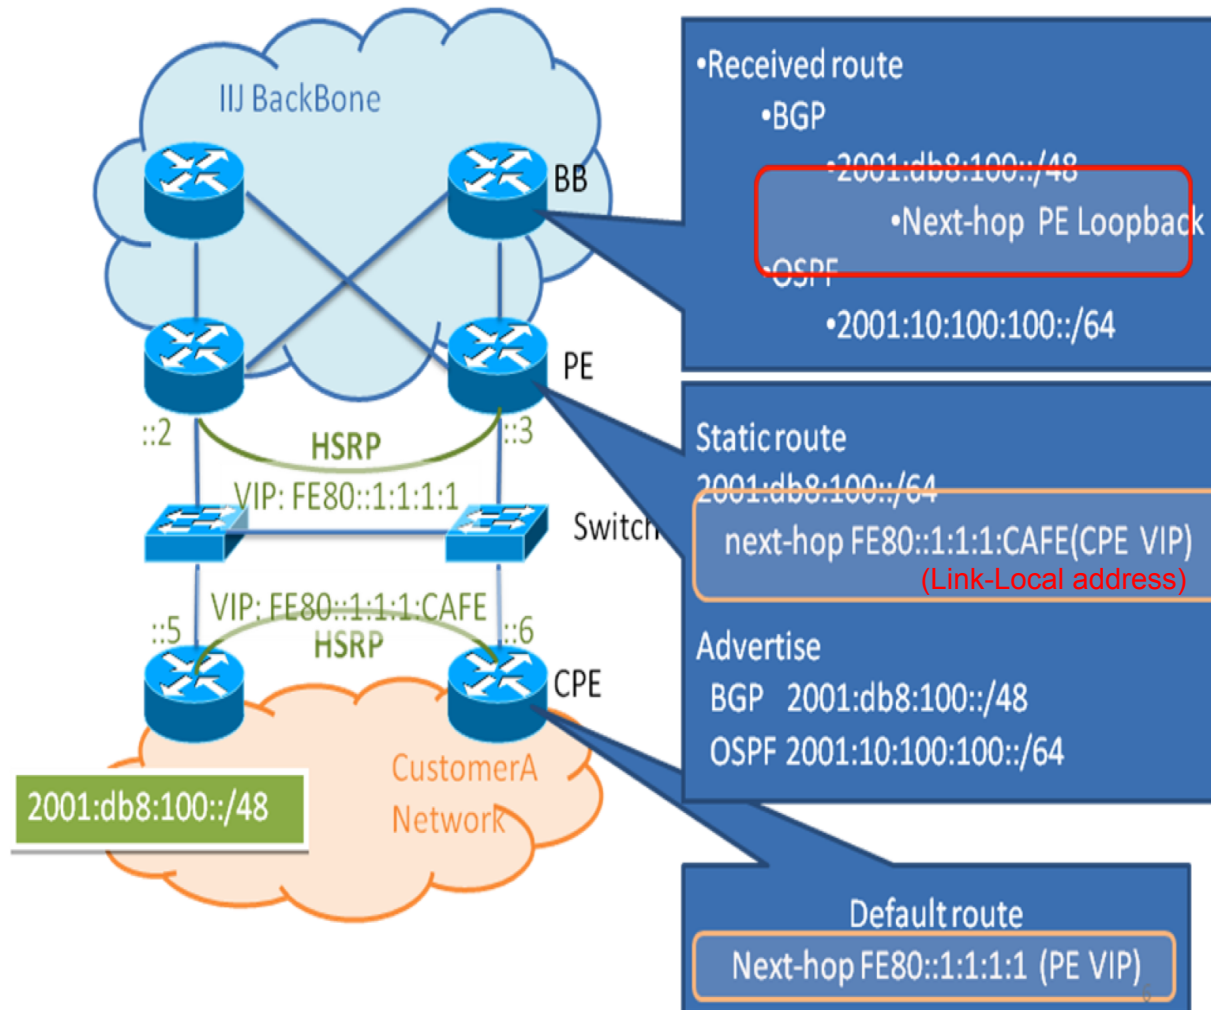 IIJ BackBone
BB
PE
::2
::3
HSRP
VIP: FE80::1:1:1:1
Switch
VIP: FE80::1:1:1:CAFE
::5
::6
HSRP
CPE
CustomerA
Network
2001:db8:100::/48
•Received route
•BGP
•2001:db8:100::/48
•Next-hop PE Loopback
•OSPF
•2001:10:100:100::/64
Static route
2001:db8:100::/64
next-hop FE80::1:1:1:CAFE(CPE VIP)
(Link-Local address)
Advertise
BGP 2001:db8:100::/48
OSPF 2001:10:100:100::/64
Default route
Next-hop FE80::1:1:1:1 (PE VIP)